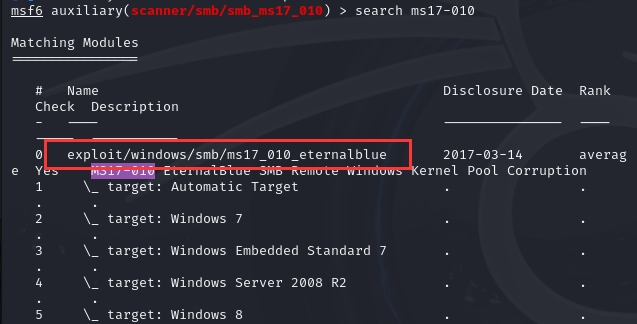 msf6 auxiliary(scanner/smb/smb_ms17_010) > search ms17-010
Matching Modules
================
#   Name                                      Disclosure Date  Rank
Check  Description
-   ----                                      ---------------  ----
-----  -----------
0   exploit/windows/smb/ms17_010_eternalblue  2017-03-14       averag
e  Yes    MS17-010 EternalBlue SMB Remote Windows Kernel Pool Corruption
1     \_ target: Automatic Target             .                .
.      .
2     \_ target: Windows 7                    .                .
.      .
3     \_ target: Windows Embedded Standard 7  .                .
.      .
4     \_ target: Windows Server 2008 R2       .                .
.      .
5     \_ target: Windows 8                    .                .